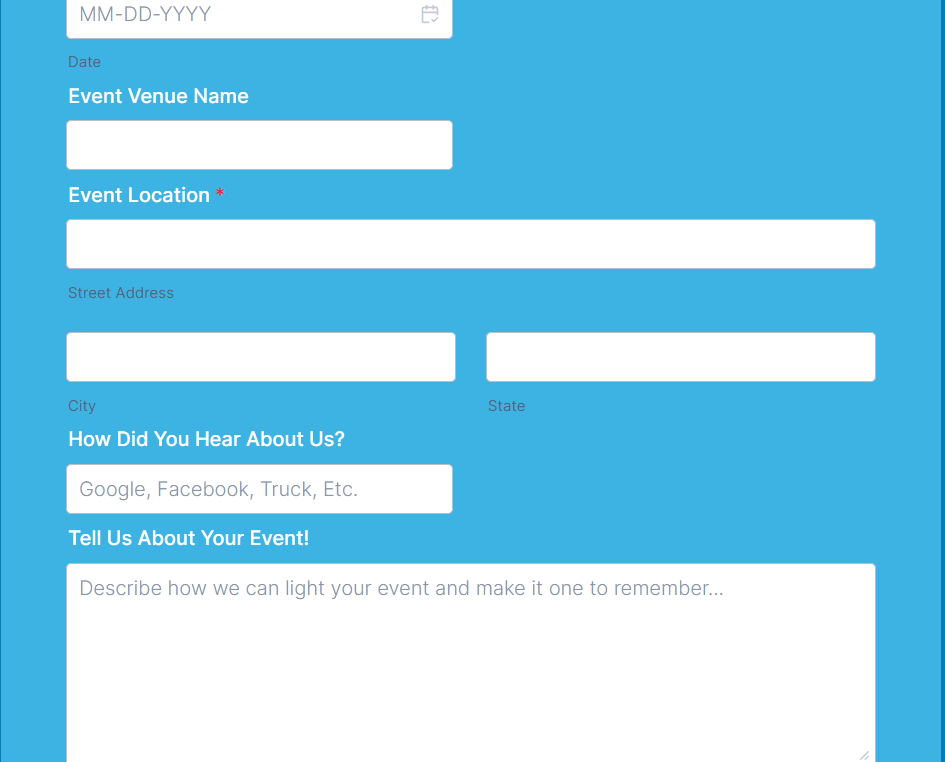 MM-DD-YYYY
Date
Event Venue Name
Event Location *
Street Address
City
State
How Did You Hear About Us?
Google, Facebook, Truck, Etc.
Tell Us About Your Event!
Describe how we can light your event and make it one to remember...